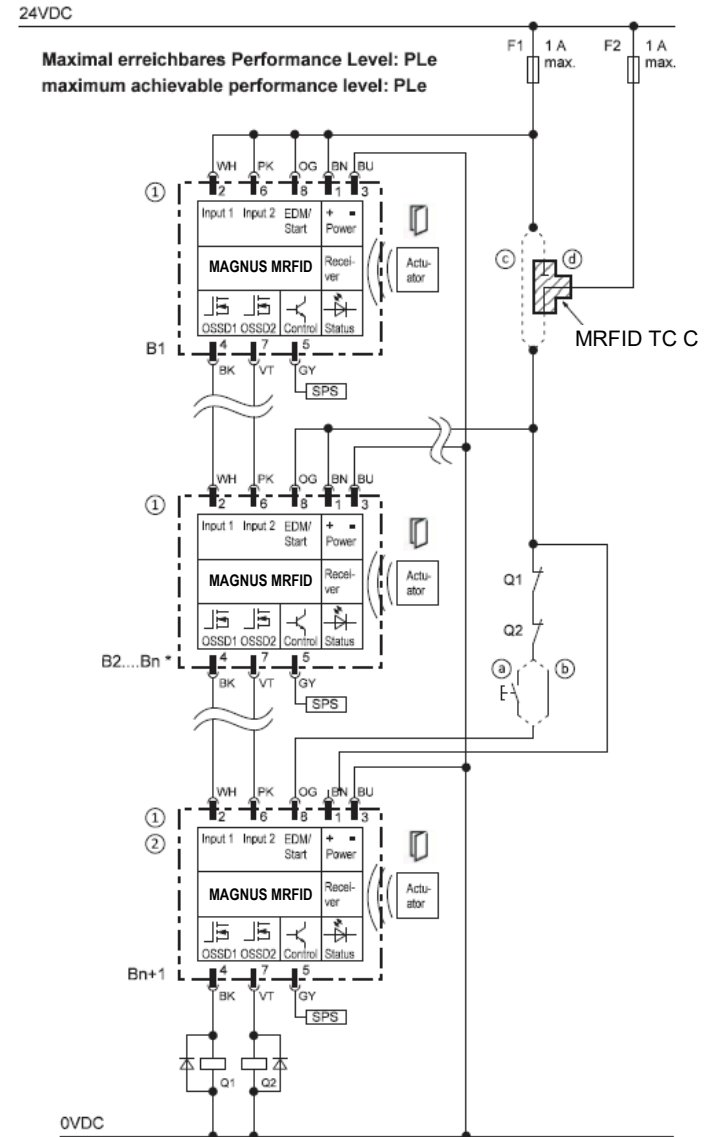 24VDC
Maximal erreichbares Performance Level: PLe
maximum achievable performance level: PLe
F1 1 A max.
F2 1 A max.
WH PK OG BN BU
① 2 6 8 1 3
Input 1 Input 2 EDM/ Start + - Power
MAGNUS MRFID Recei- ver Actu- ator
c d
OSSD1 OSSD2 Control Status
MRFID TC C
B1 4 7 5
BK VT GY
SPS
WH PK OG BN BU
① 2 6 8 1 3
Input 1 Input 2 EDM/ Start + - Power
MAGNUS MRFID Recei- ver Actu- ator
Q1
OSSD1 OSSD2 Control Status
Q2
B2....Bn * 4 7 5
a b
BK VT GY
SPS
WH PK OG BN BU
① 2 6 8 1 3
②
Input 1 Input 2 EDM/ Start + - Power
MAGNUS MRFID Recei- ver Actu- ator
OSSD1 OSSD2 Control Status
Bn+1 4 7 5
BK VT GY
SPS
Q1 Q2
0VDC